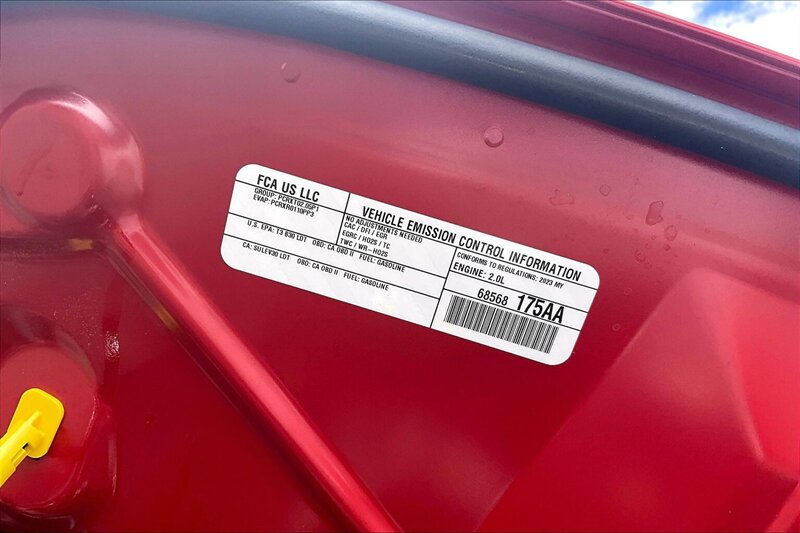 FCA US LLC
GROUP: PCRXT02.05P1
EVAP: PCRXR0110PP3
VEHICLE EMISSION CONTROL INFORMATION
NO ADJUSTMENTS NEEDED
CAC / DFI / EGR
EGRC / HO2S / TC
TWC / WR-HO2S
CONFORMS TO REGULATIONS: 2023 MY
ENGINE: 2.0L
U.S. EPA: T3 B30 LDT OBD: CA OBD II FUEL: GASOLINE
CA: SULEV30 LDT OBD: CA OBD II FUEL: GASOLINE
68568 175AA